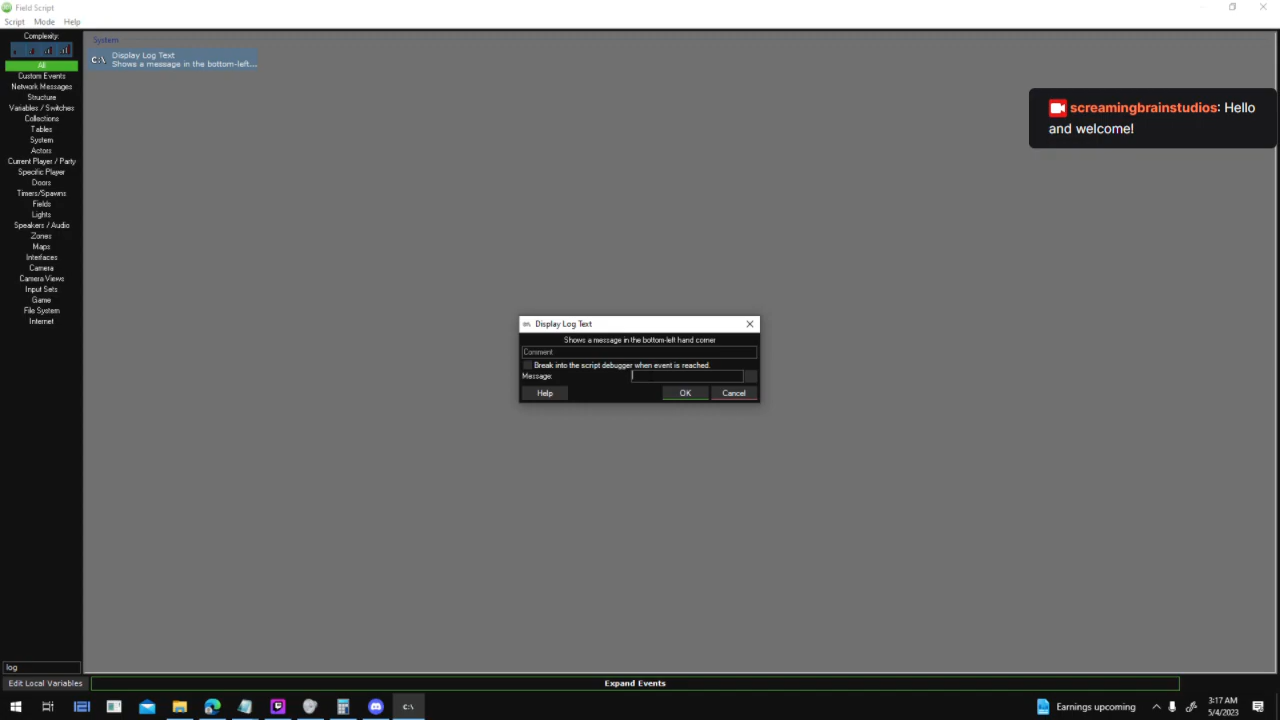 Field Script
Script Mode Help
Complexity:
All
Custom Events
Network Messages
Structure
Variables / Switches
Collections
Tables
System
Actors
Current Player / Party
Specific Player
Doors
Timers/Spawns
Fields
Lights
Speakers / Audio
Zones
Maps
Interfaces
Camera
Camera Views
Input Sets
Game
File System
Internet
log
Edit Local Variables
System
C:\ Display Log Text
Shows a message in the bottom-left...
screamingbrainstudios: Hello
and welcome!
Display Log Text
Shows a message in the bottom-left hand corner
Comment
Break into the script debugger when event is reached.
Message:
Help OK Cancel
Expand Events
C:\
Earnings upcoming
3:17 AM
5/4/2023